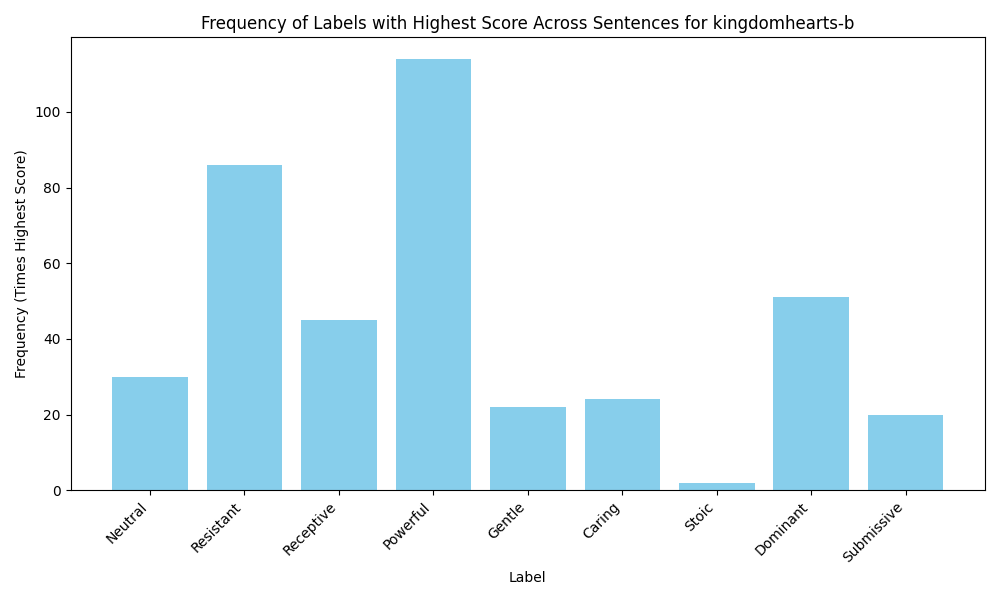 Frequency of Labels with Highest Score Across Sentences for kingdomhearts-b
Frequency (Times Highest Score)
100
80
60
40
20
0
Neutral
Resistant
Receptive
Powerful
Gentle
Caring
Stoic
Dominant
Submissive
Label